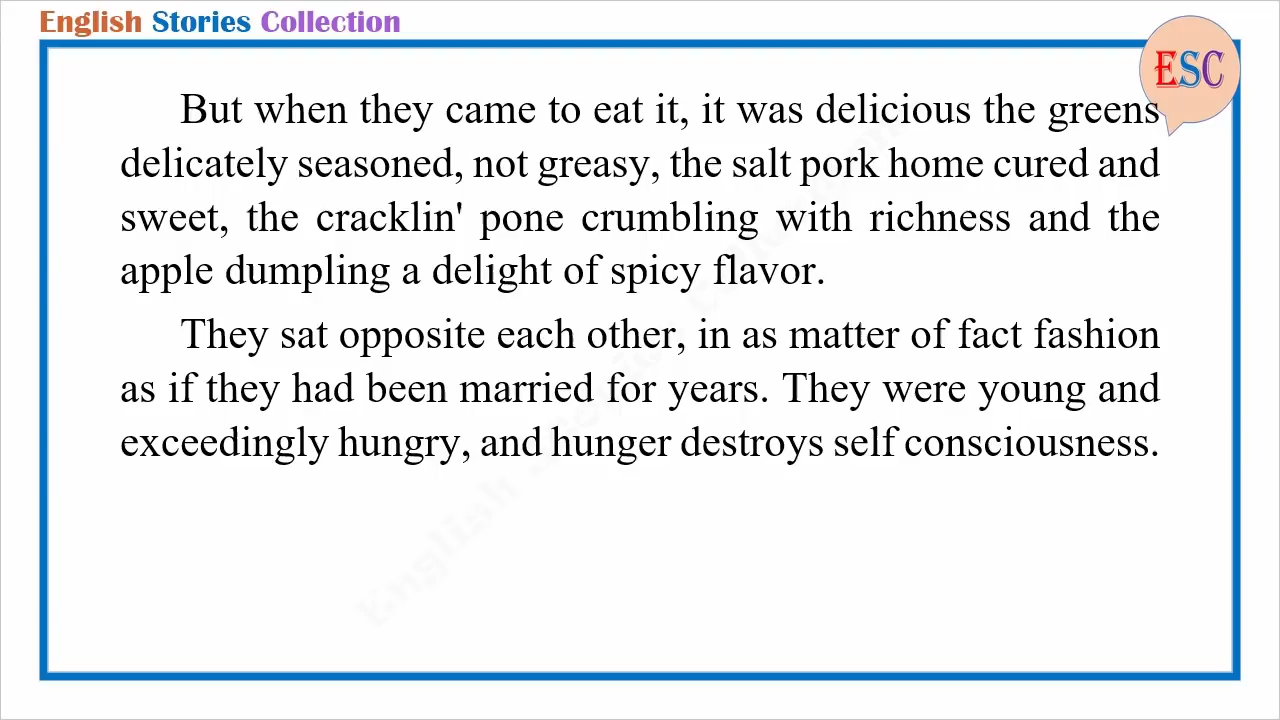 English Stories Collection
ESC
But when they came to eat it, it was delicious the greens
delicately seasoned, not greasy, the salt pork home cured and
sweet, the cracklin' pone crumbling with richness and the
apple dumpling a delight of spicy flavor.
They sat opposite each other, in as matter of fact fashion
as if they had been married for years. They were young and
exceedingly hungry, and hunger destroys self consciousness.